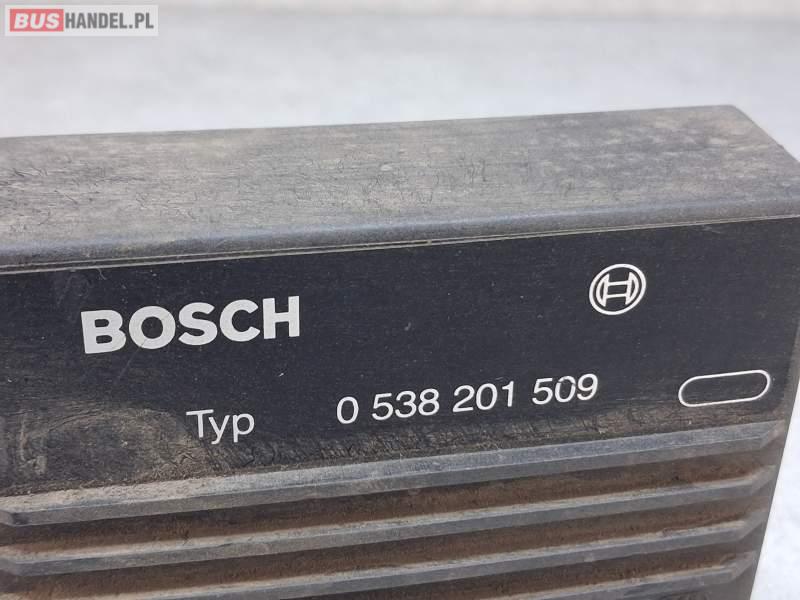 BUSHANDEL.PL
BOSCH
Typ 0 538 201 509